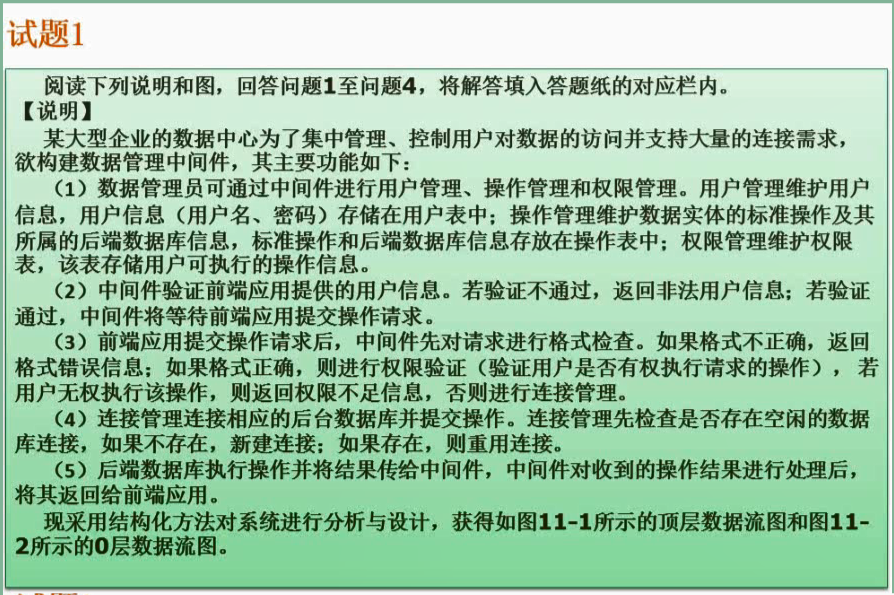 试题1
阅读下列说明和图，回答问题1至问题4，将解答填入答题纸的对应栏内。
【说明】
某大型企业的数据中心为了集中管理、控制用户对数据的访问并支持大量的连接需求，
欲构建数据管理中间件，其主要功能如下：
（1）数据管理员可通过中间件进行用户管理、操作管理和权限管理。用户管理维护用户
信息，用户信息（用户名、密码）存储在用户表中；操作管理维护数据实体的标准操作及其
所属的后端数据库信息，标准操作和后端数据库信息存放在操作表中；权限管理维护权限
表，该表存储用户可执行的操作信息。
（2）中间件验证前端应用提供的用户信息。若验证不通过，返回非法用户信息；若验证
通过，中间件将等待前端应用提交操作请求。
（3）前端应用提交操作请求后，中间件先对请求进行格式检查。如果格式不正确，返回
格式错误信息；如果格式正确，则进行权限验证（验证用户是否有权执行请求的操作），若
用户无权执行该操作，则返回权限不足信息，否则进行连接管理。
（4）连接管理连接相应的后台数据库并提交操作。连接管理先检查是否存在空闲的数据
库连接，如果不存在，新建连接；如果存在，则重用连接。
（5）后端数据库执行操作并将结果传给中间件，中间件对收到的操作结果进行处理后，
将其返回给前端应用。
现采用结构化方法对系统进行分析与设计，获得如图11-1所示的顶层数据流图和图11-
2所示的0层数据流图。